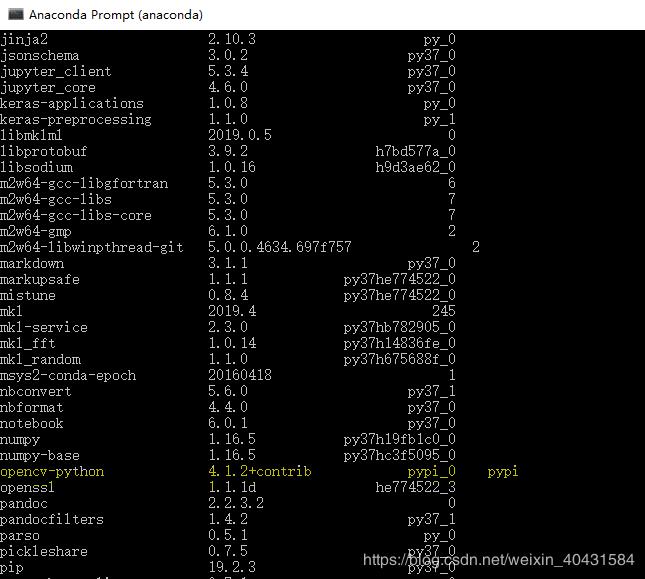 Anaconda Prompt (anaconda)
jinja2 2.10.3 py_0
jsonschema 3.0.2 py37_0
jupyter_client 5.3.4 py37_0
jupyter_core 4.6.0 py37_0
keras-applications 1.0.8 py_0
keras-preprocessing 1.1.0 py_1
libmklml 2019.0.5 0
libprotobuf 3.9.2 h7bd577a_0
libsodium 1.0.16 h9d3ae62_0
m2w64-gcc-libgfortran 5.3.0 6
m2w64-gcc-libs 5.3.0 7
m2w64-gcc-libs-core 5.3.0 7
m2w64-gmp 6.1.0 2
m2w64-libwinpthread-git 5.0.0.4634.697f757 2
markdown 3.1.1 py37_0
markupsafe 1.1.1 py37he774522_0
mistune 0.8.4 py37he774522_0
mkl 2019.4 245
mkl-service 2.3.0 py37hb782905_0
mkl_fft 1.0.14 py37h14836fe_0
mkl_random 1.1.0 py37h675688f_0
msys2-conda-epoch 20160418 1
nbconvert 5.6.0 py37_1
nbformat 4.4.0 py37_0
notebook 6.0.1 py37_0
numpy 1.16.5 py37h19fb1c0_0
numpy-base 1.16.5 py37hc3f5095_0
opencv-python 4.1.2+contrib pypi_0 pypi
openssl 1.1.1d he774522_3
pandoc 2.2.3.2 0
pandocfilters 1.4.2 py37_1
parso 0.5.1 py_0
pickleshare 0.7.5 py37_0
pip 19.2.3 py37_0
https://blog.csdn.net/weixin_40431584